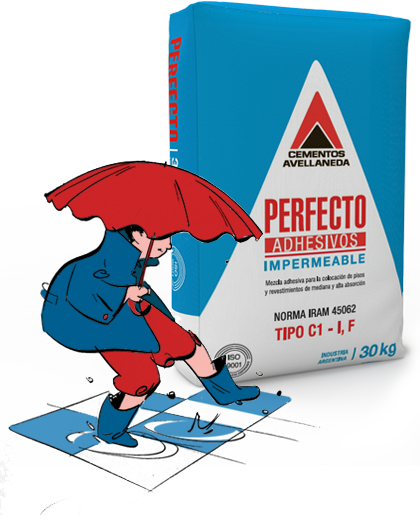 PERFECTO
CEMENTOS
AVELLANEDA
PERFECTO
ADHESIVOS
IMPERMEABLE
Mezcla adhesiva para la colocación de pisos
y revestimientos de mediana y alta absorción
NORMA IRAM 45062
TIPO C1 - I, F
ISO
9001
INDUSTRIA
ARGENTINA / 30 kg